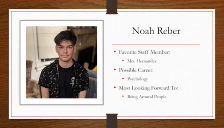 Noah Reber
• Favorite Staff Member:
• Mrs. Hernandez
• Possible Career:
• Psychology
• Most Looking Forward To:
• Being Around People